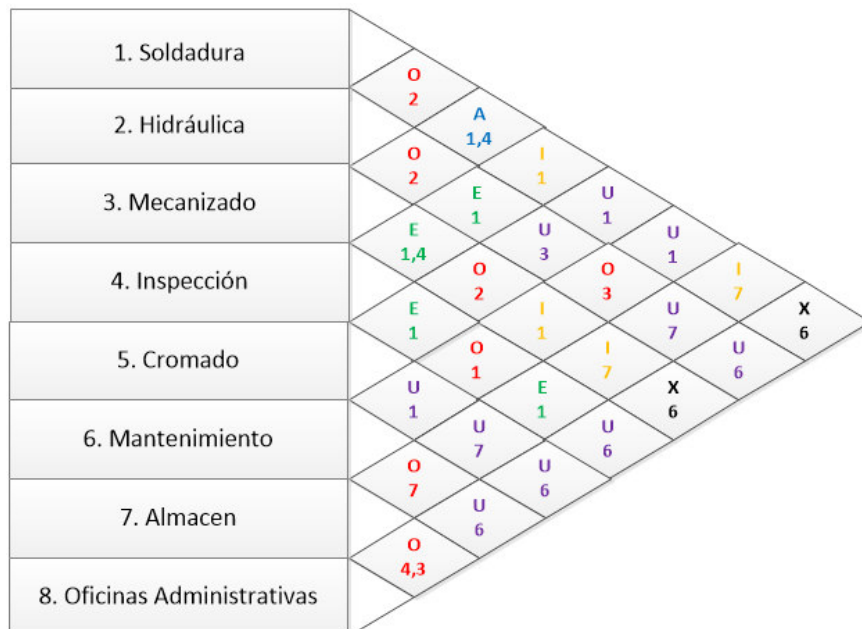 1. Soldadura
O
2
A
1,4
2. Hidráulica
O I
2 1
E U
1 1
3. Mecanizado
E U U
1,4 3 1
O O I
2 3 7
4. Inspección
E I U X
1 1 7 6
O I U
1 7 6
5. Cromado
U E X
1 1 6
U U
7 6
6. Mantenimiento
O U
7 6
U
6
7. Almacen
O
4,3
8. Oficinas Administrativas